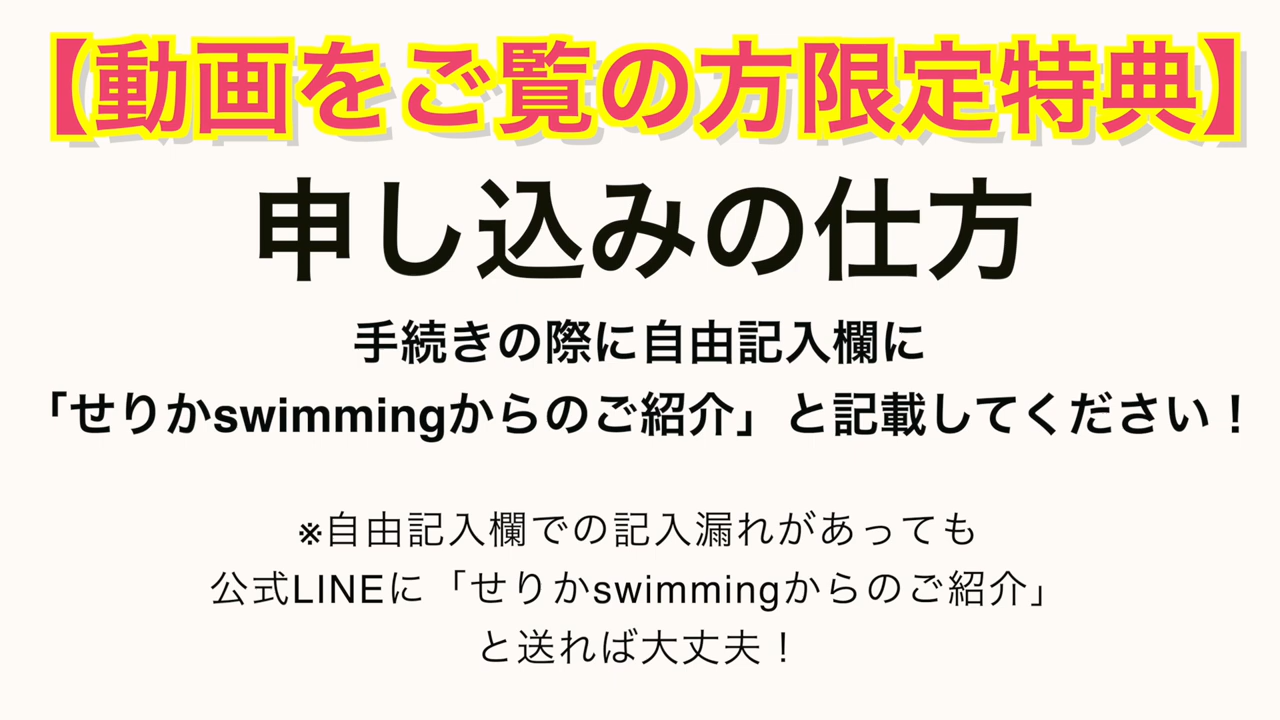 【動画をご覧の方限定特典】
申し込みの仕方
手続きの際に自由記入欄に
「せりかswimmingからのご紹介」と記載してください！
※自由記入欄での記入漏れがあっても
公式LINEに「せりかswimmingからのご紹介」
と送れば大丈夫！